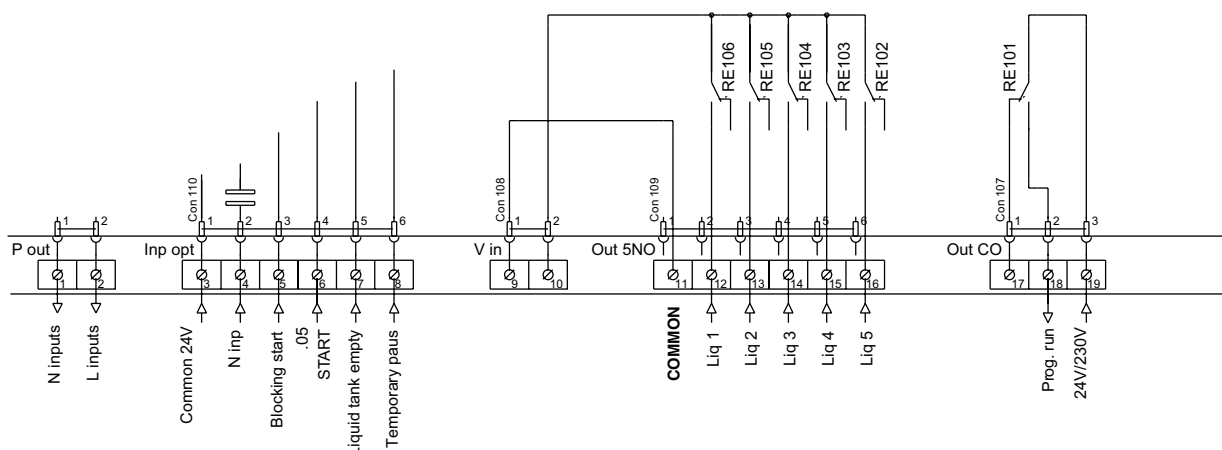 RE106
RE105
RE104
RE103
RE102
RE101
Con 110
Con 108
Con 109
Con 107
1 2
1 2 3 4 5 6
1 2
1 2 3 4 5 6
1 2 3
P out
Inp opt
V in
Out 5NO
Out CO
1 2
3 4 5 6 7 8
9 10
11 12 13 14 15 16
17 18 19
N inputs
L inputs
Common 24V
N inp
Blocking start
.05
START
Liquid tank empty
Temporary paus
COMMON
Liq 1
Liq 2
Liq 3
Liq 4
Liq 5
Prog. run
24V/230V